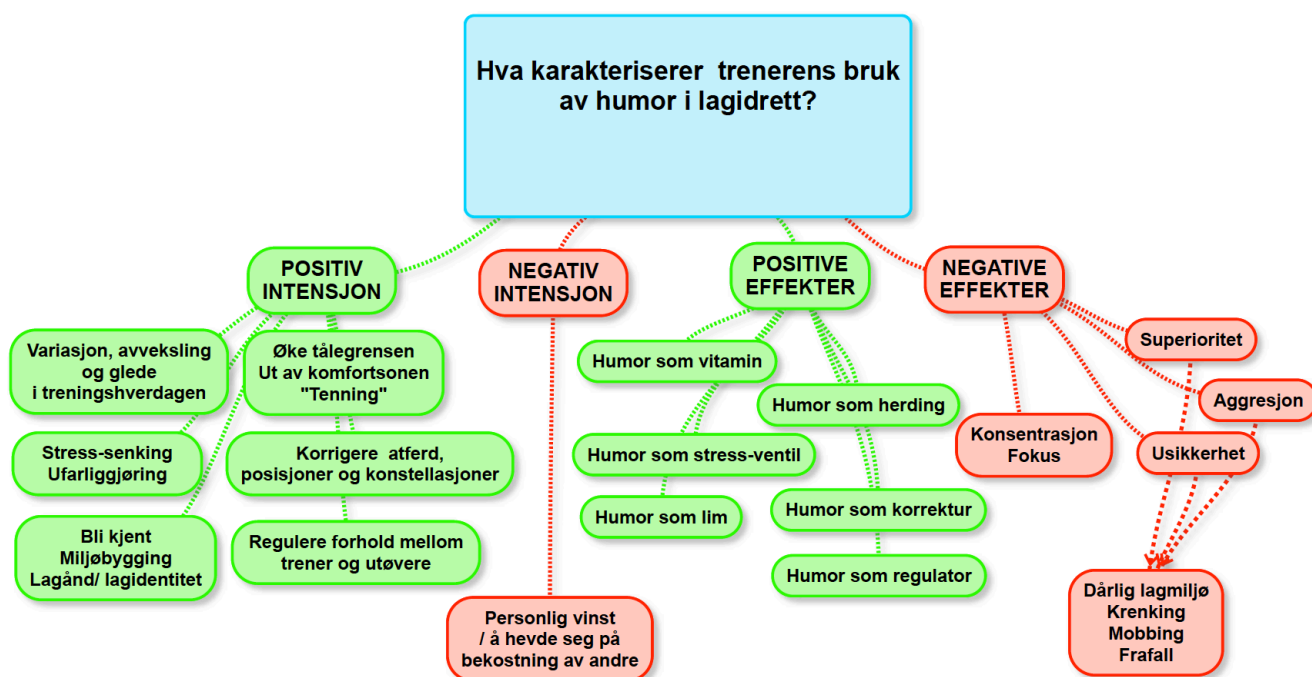 Hva karakteriserer trenerens bruk
av humor i lagidrett?
POSITIV
INTENSJON
NEGATIV
INTENSJON
POSITIVE
EFFEKTER
NEGATIVE
EFFEKTER
Variasjon, avveksling
og glede
i treningshverdagen
Øke tålegrensen
Ut av komfortsonen
"Tenning"
Stress-senking
Ufarliggjøring
Korrigere atferd,
posisjoner og konstellasjoner
Bli kjent
Miljøbygging
Lagånd/ lagidentitet
Regulere forhold mellom
trener og utøvere
Personlig vinst
/ å hevde seg på
bekostning av andre
Humor som vitamin
Humor som herding
Humor som stress-ventil
Humor som lim
Humor som korrektur
Humor som regulator
Superioritet
Aggresjon
Konsentrasjon
Fokus
Usikkerhet
Dårlig lagmiljø
Krenking
Mobbing
Frafall